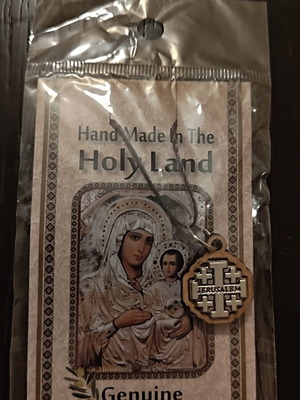 Hand Made In The
Holy Land
JERUSALEM
Genuine